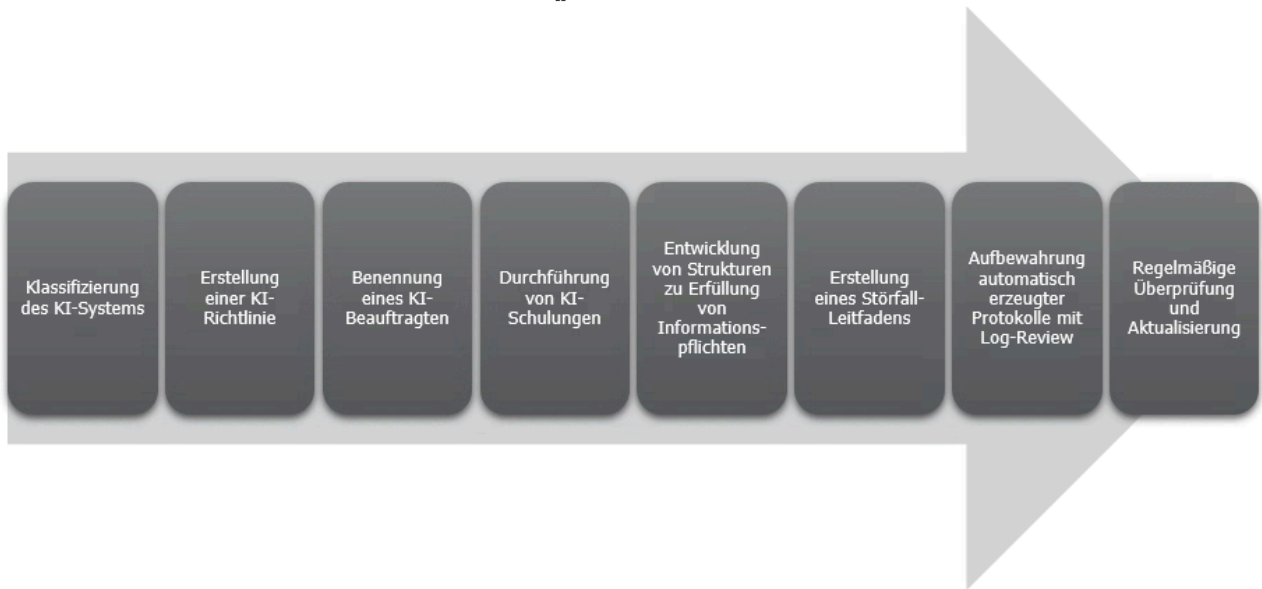 Klassifizierung
des KI-Systems
Erstellung
einer KI-
Richtlinie
Benennung
eines KI-
Beauftragten
Durchführung
von KI-
Schulungen
Entwicklung
von Strukturen
zu Erfüllung
von
Informations-
pflichten
Erstellung
eines Störfall-
Leitfadens
Aufbewahrung
automatisch
erzeugter
Protokolle mit
Log-Review
Regelmäßige
Überprüfung
und
Aktualisierung